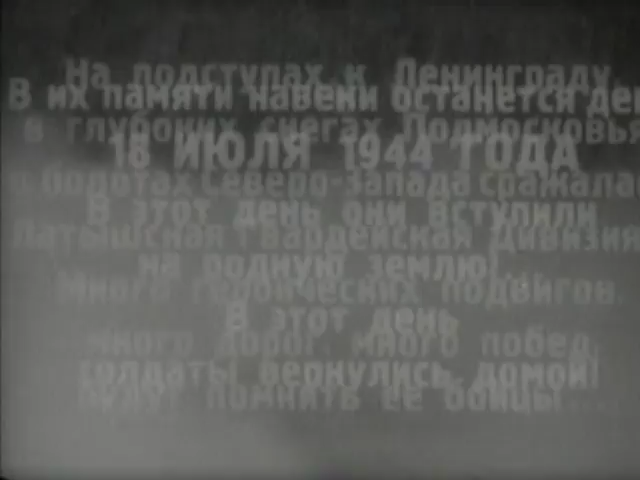 На подступах к Ленинграду,
В их памяти навеки останется ден
в глубоких снегах Подмосковья
18 ИЮЛЯ 1944 ГОДА
в болотах Северо-Запада сражалас
В этот день они вступили
Латышская Гвардейская дивизия
на родную землю!...
Много героических подвигов,
В этот день
много дорог, много побед
солдаты вернулись домой!
будут помнить ее бойцы....